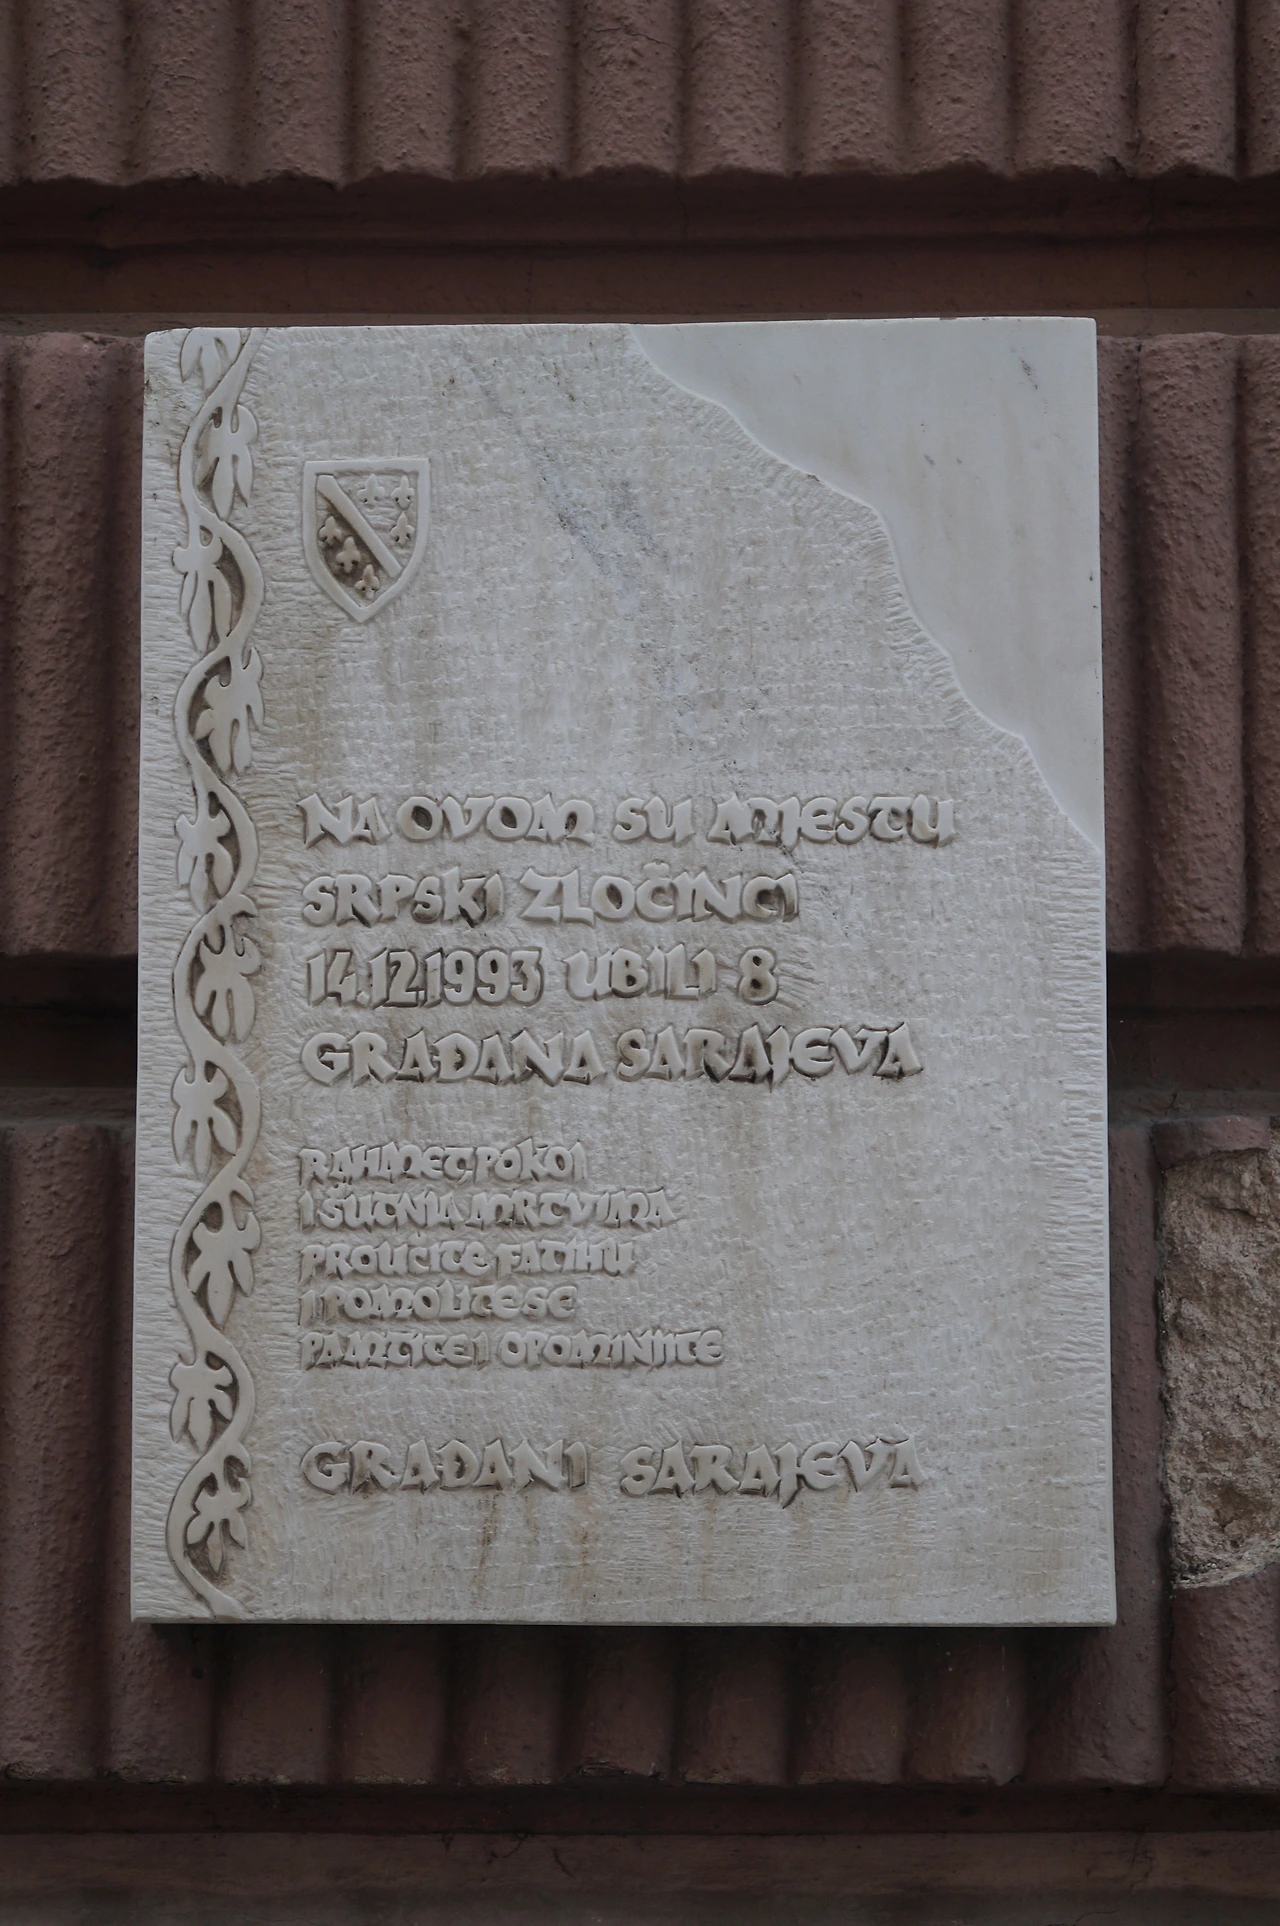 NA OVOM SU MJESTU
SRPSKI ZLOČINCI
14.12.1993 UBILI 8
GRAĐANA SARAJEVA
RAHMET, POKOJ
I ŠUTNJA MRTVIMA
PROUČITE FATIHU
I POMOLITE SE
PAMTITE I OPOMINJITE
GRAĐANI SARAJEVA